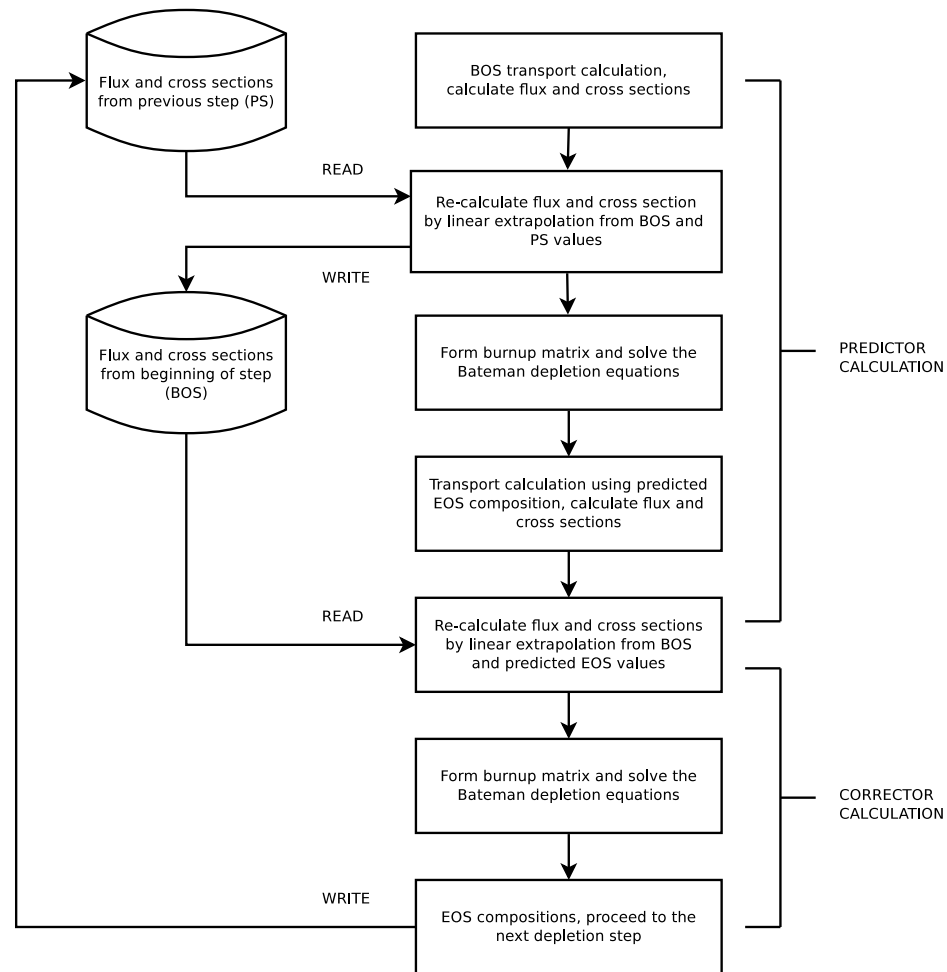 Flux and cross sections
from previous step (PS)
BOS transport calculation,
calculate flux and cross sections
READ
Re-calculate flux and cross section
by linear extrapolation from BOS and
PS values
WRITE
Flux and cross sections
from beginning of step
(BOS)
Form burnup matrix and solve the
Bateman depletion equations
PREDICTOR
CALCULATION
Transport calculation using predicted
EOS composition, calculate flux and
cross sections
READ
Re-calculate flux and cross sections
by linear extrapolation from BOS
and predicted EOS values
Form burnup matrix and solve the
Bateman depletion equations
CORRECTOR
CALCULATION
WRITE
EOS compositions, proceed to the
next depletion step